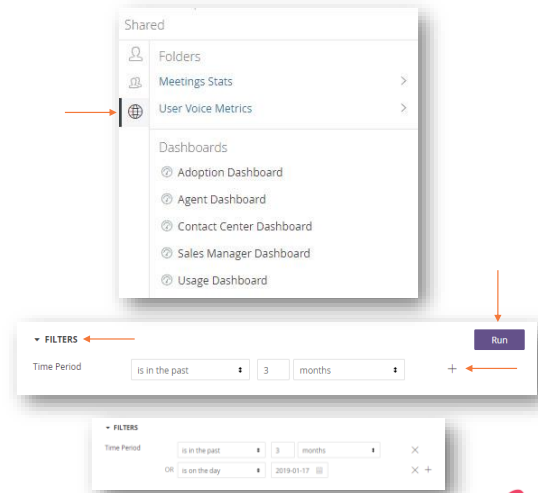 Shared
Folders
Meetings Stats
User Voice Metrics
Dashboards
Adoption Dashboard
Agent Dashboard
Contact Center Dashboard
Sales Manager Dashboard
Usage Dashboard
FILTERS
Run
Time Period is in the past 3 months +
FILTERS
Time Period is in the past 3 months
OR is on the day 2019-01-17 +